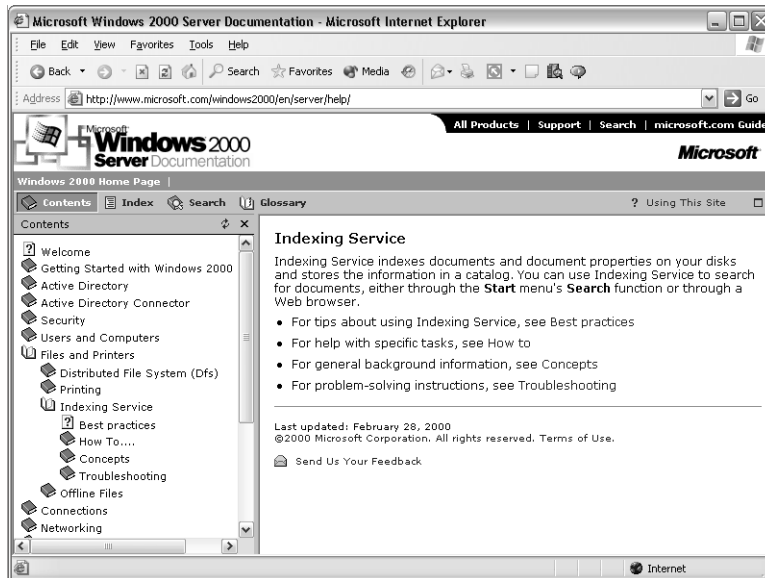 Microsoft Windows 2000 Server Documentation - Microsoft Internet Explorer
File Edit View Favorites Tools Help
Back Search Favorites Media
Address http://www.microsoft.com/windows2000/en/server/help/ Go
All Products | Support | Search | microsoft.com Guide
Microsoft
Windows 2000
Server Documentation
Microsoft
Windows 2000 Home Page |
Contents Index Search Glossary ? Using This Site
Contents
Welcome
Getting Started with Windows 2000
Active Directory
Active Directory Connector
Security
Users and Computers
Files and Printers
Distributed File System (Dfs)
Printing
Indexing Service
Best practices
How To....
Concepts
Troubleshooting
Offline Files
Connections
Networking
Indexing Service
Indexing Service indexes documents and document properties on your disks
and stores the information in a catalog. You can use Indexing Service to search
for documents, either through the Start menu's Search function or through a
Web browser.
• For tips about using Indexing Service, see Best practices
• For help with specific tasks, see How to
• For general background information, see Concepts
• For problem-solving instructions, see Troubleshooting
Last updated: February 28, 2000
©2000 Microsoft Corporation. All rights reserved. Terms of Use.
Send Us Your Feedback
Internet